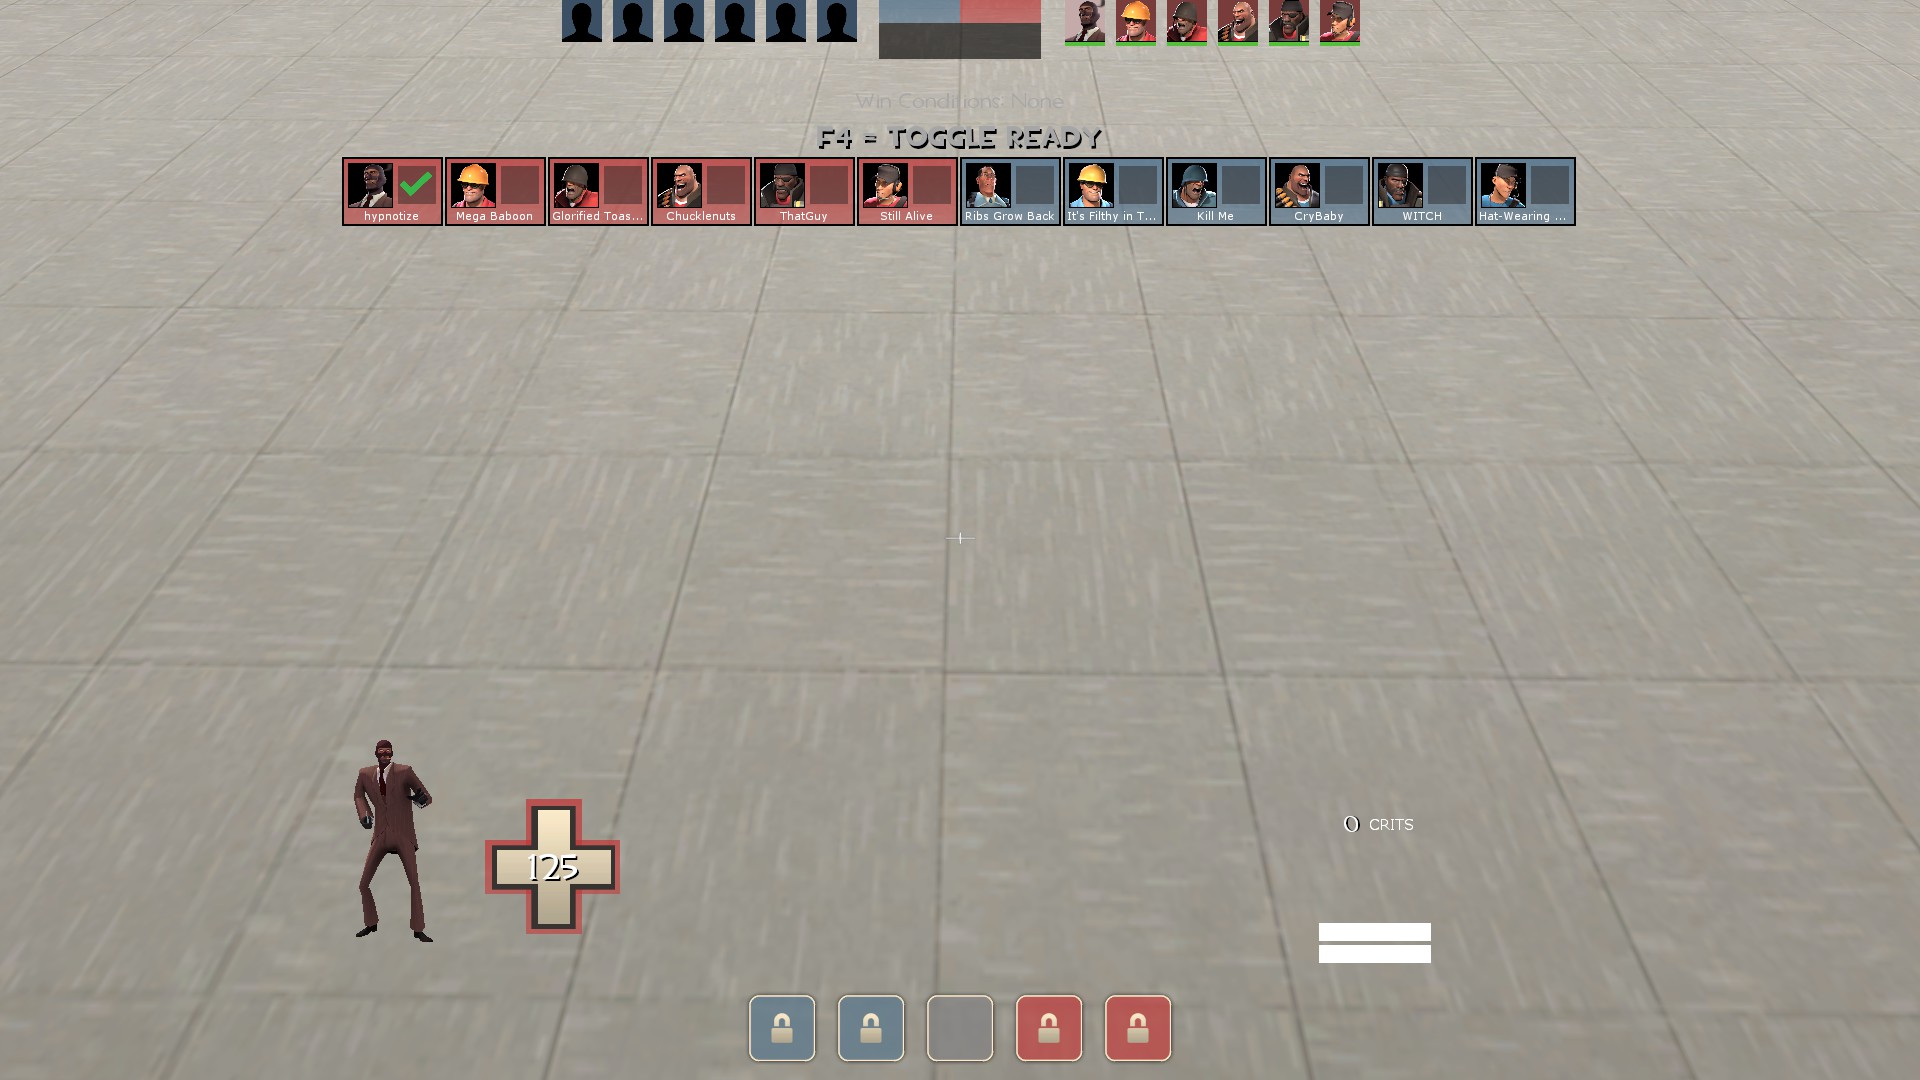 Win Conditions: None
F4 = TOGGLE READY
hypnotize
Mega Baboon
Glorified Toas...
Chucklenuts
ThatGuy
Still Alive
Ribs Grow Back
It's Filthy in T...
Kill Me
CryBaby
WITCH
Hat-Wearing ...
125
0 CRITS